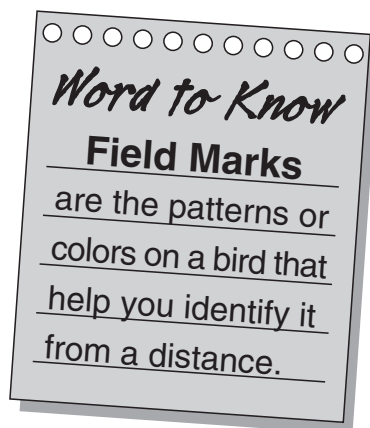 Word to Know
Field Marks
are the patterns or
colors on a bird that
help you identify it
from a distance.